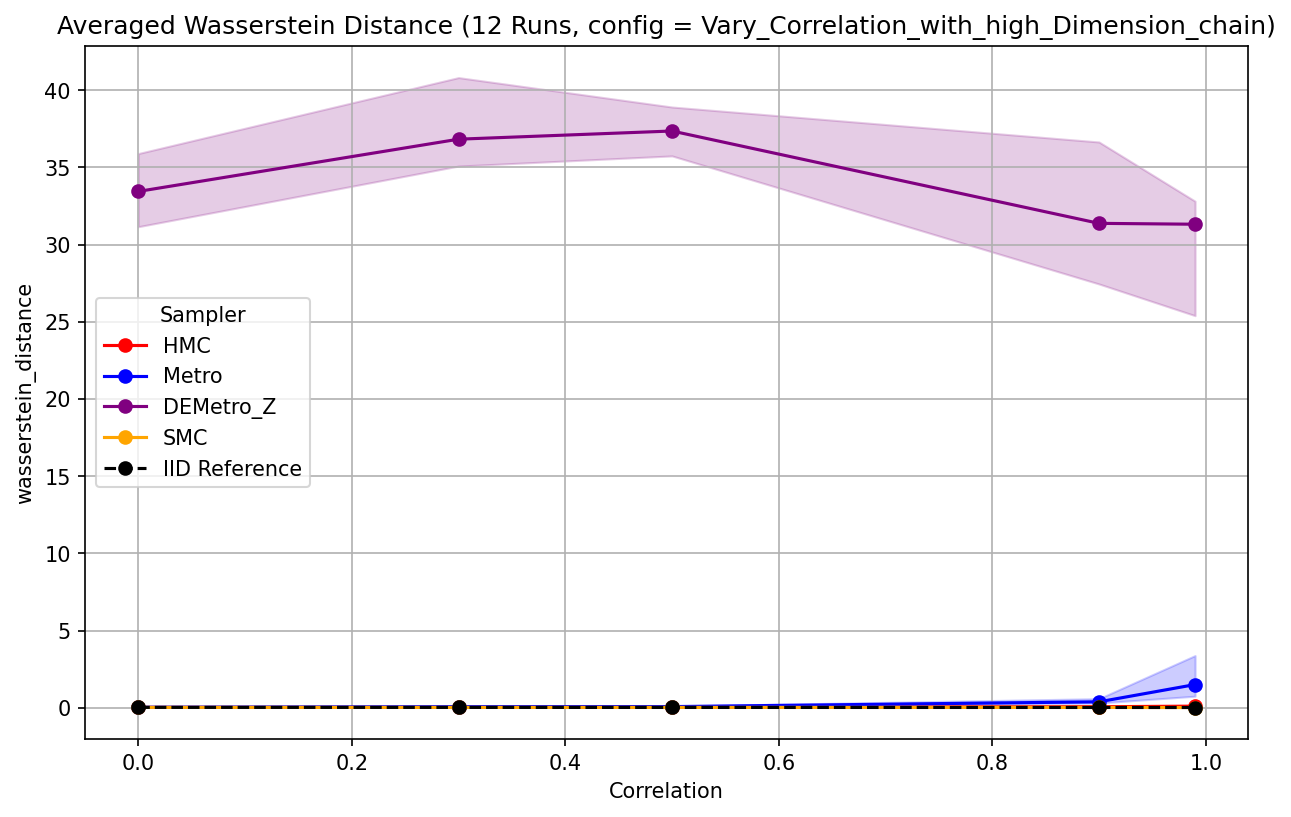 Averaged Wasserstein Distance (12 Runs, config = Vary_Correlation_with_high_Dimension_chain)
wasserstein_distance
40
35
30
25
20
15
10
5
0
Sampler
HMC
Metro
DEMetro_Z
SMC
IID Reference
0.0 0.2 0.4 0.6 0.8 1.0
Correlation